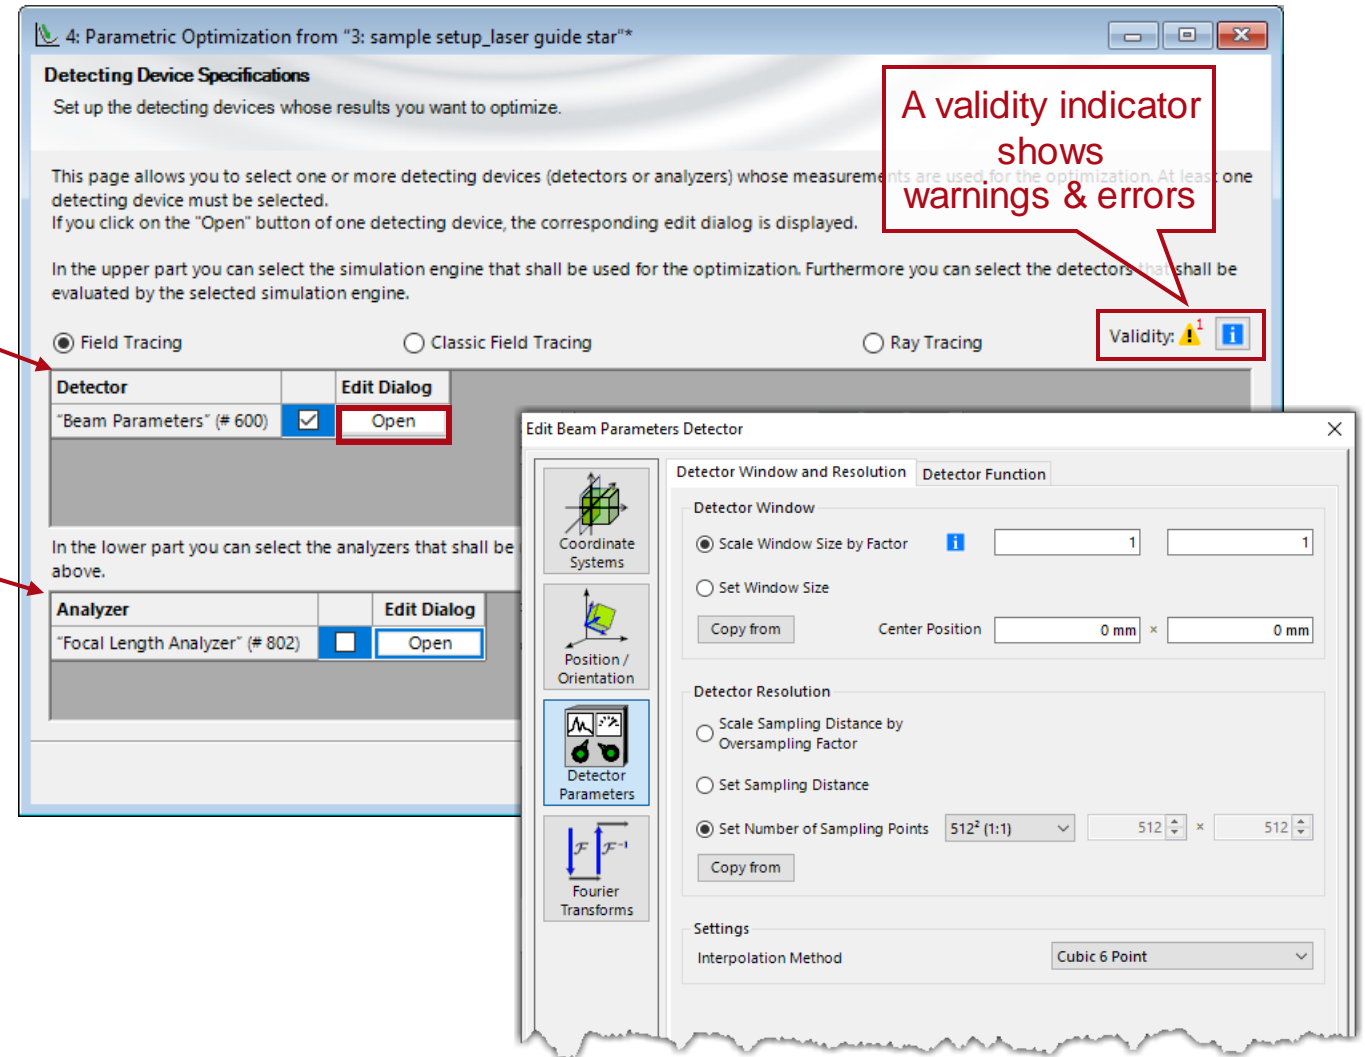 4: Parametric Optimization from "3: sample setup_laser guide star"*
Detecting Device Specifications
Set up the detecting devices whose results you want to optimize.
A validity indicator
shows
warnings & errors
This page allows you to select one or more detecting devices (detectors or analyzers) whose measurements are used for the optimization. At least one
detecting device must be selected.
If you click on the "Open" button of one detecting device, the corresponding edit dialog is displayed.
In the upper part you can select the simulation engine that shall be used for the optimization. Furthermore you can select the detectors that shall be
evaluated by the selected simulation engine.
Field Tracing
Classic Field Tracing
Ray Tracing
Validity: 1
Detector
Edit Dialog
"Beam Parameters" (# 600)
Open
In the lower part you can select the analyzers that shall be
above.
Analyzer
Edit Dialog
"Focal Length Analyzer" (# 802)
Open
Edit Beam Parameters Detector
Coordinate
Systems
Position /
Orientation
Detector
Parameters
ℱ ℱ⁻¹
Fourier
Transforms
Detector Window and Resolution
Detector Function
Detector Window
Scale Window Size by Factor 1 1
Set Window Size
Copy from Center Position 0 mm × 0 mm
Detector Resolution
Scale Sampling Distance by
Oversampling Factor
Set Sampling Distance
Set Number of Sampling Points 512² (1:1) 512 × 512
Copy from
Settings
Interpolation Method Cubic 6 Point